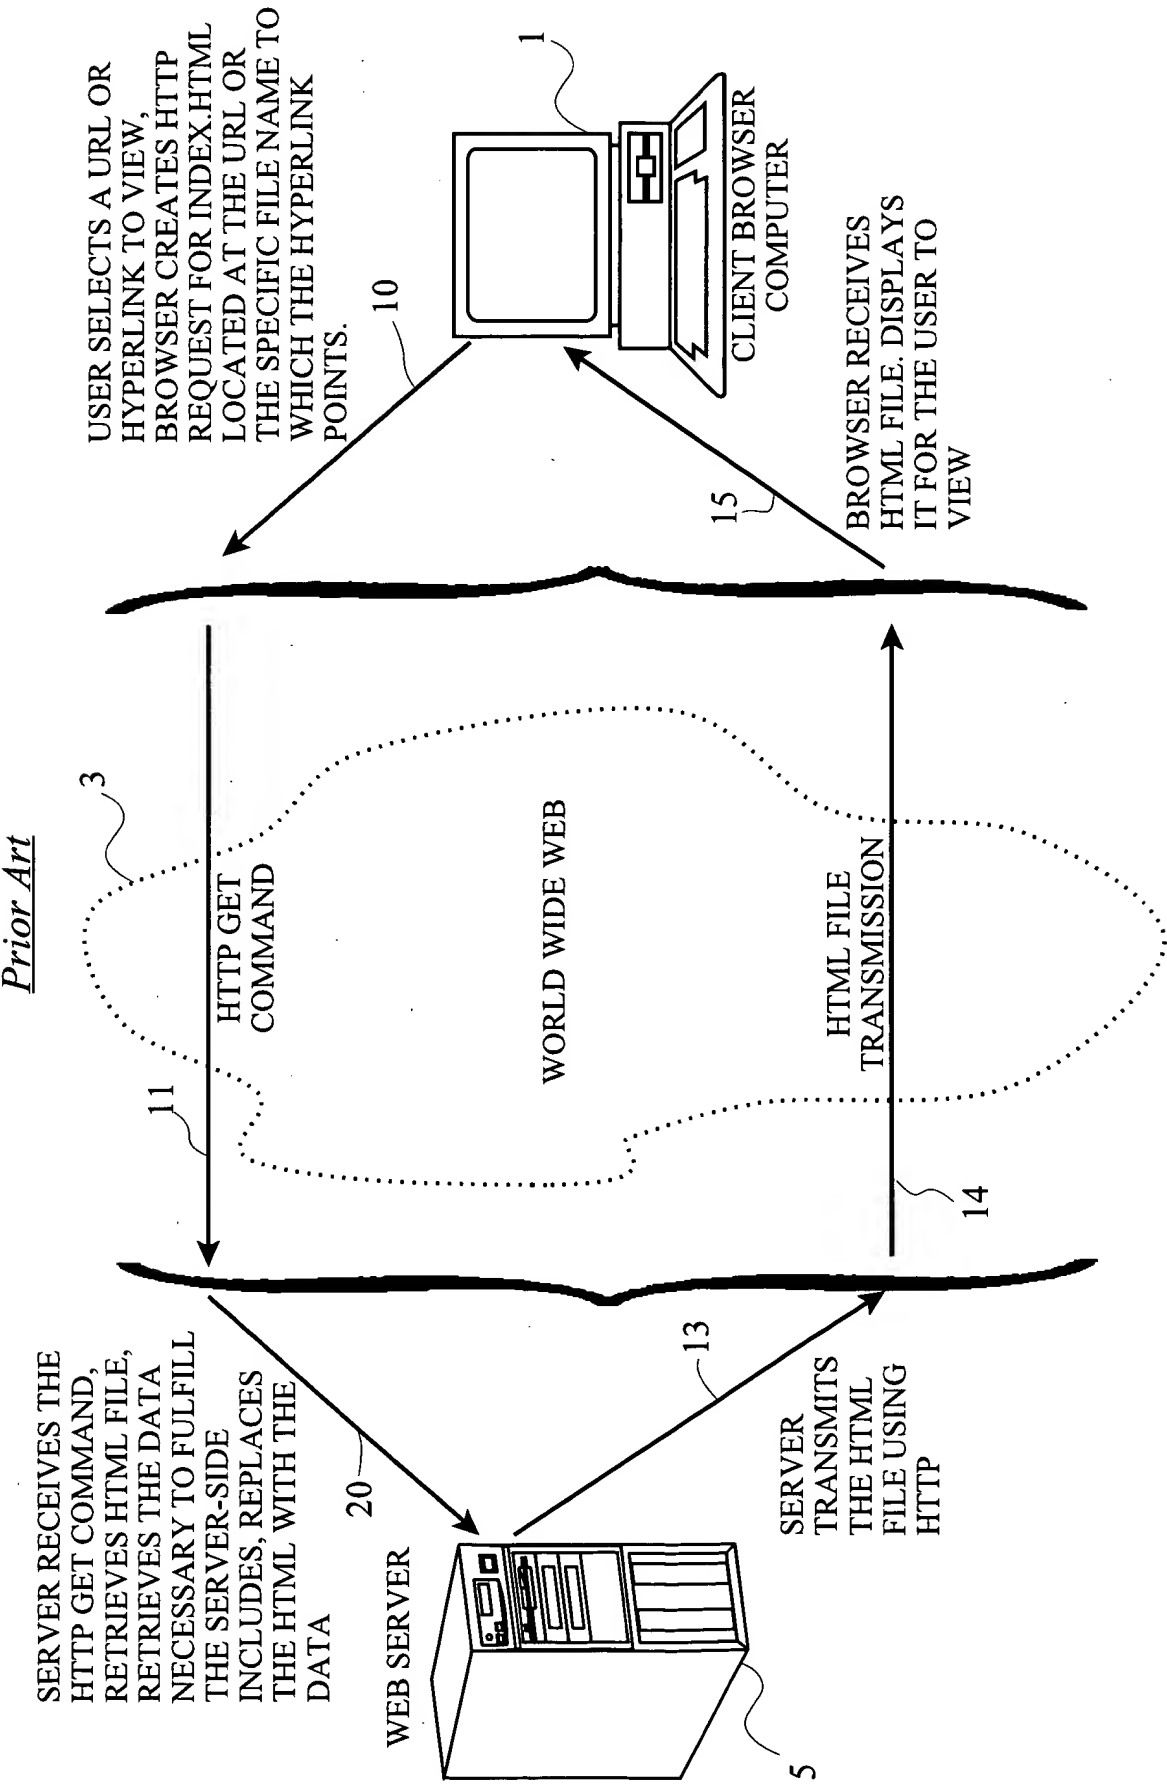 Prior Art
SERVER RECEIVES THE
HTTP GET COMMAND,
RETRIEVES HTML FILE,
RETRIEVES THE DATA
NECESSARY TO FULFILL
THE SERVER-SIDE
INCLUDES, REPLACES
THE HTML WITH THE
DATA
20
WEB SERVER
5
13
SERVER
TRANSMITS
THE HTML
FILE USING
HTTP
11
3
HTTP GET
COMMAND
WORLD WIDE WEB
HTML FILE
TRANSMISSION
14
USER SELECTS A URL OR
HYPERLINK TO VIEW,
BROWSER CREATES HTTP
REQUEST FOR INDEX.HTML
LOCATED AT THE URL OR
THE SPECIFIC FILE NAME TO
WHICH THE HYPERLINK
POINTS.
10
1
CLIENT BROWSER
COMPUTER
15
BROWSER RECEIVES
HTML FILE. DISPLAYS
IT FOR THE USER TO
VIEW